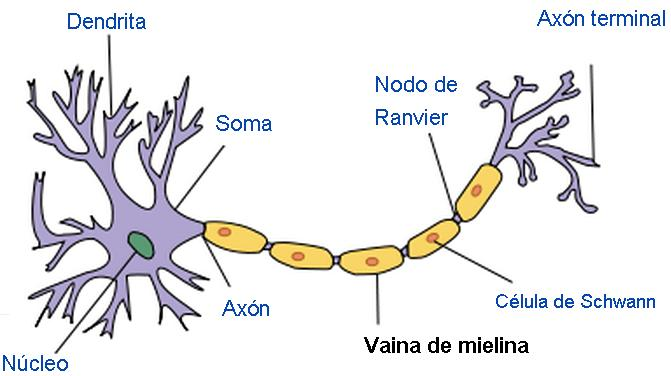 Dendrita
Axón terminal
Nodo de
Ranvier
Soma
Célula de Schwann
Axón
Vaina de mielina
Núcleo